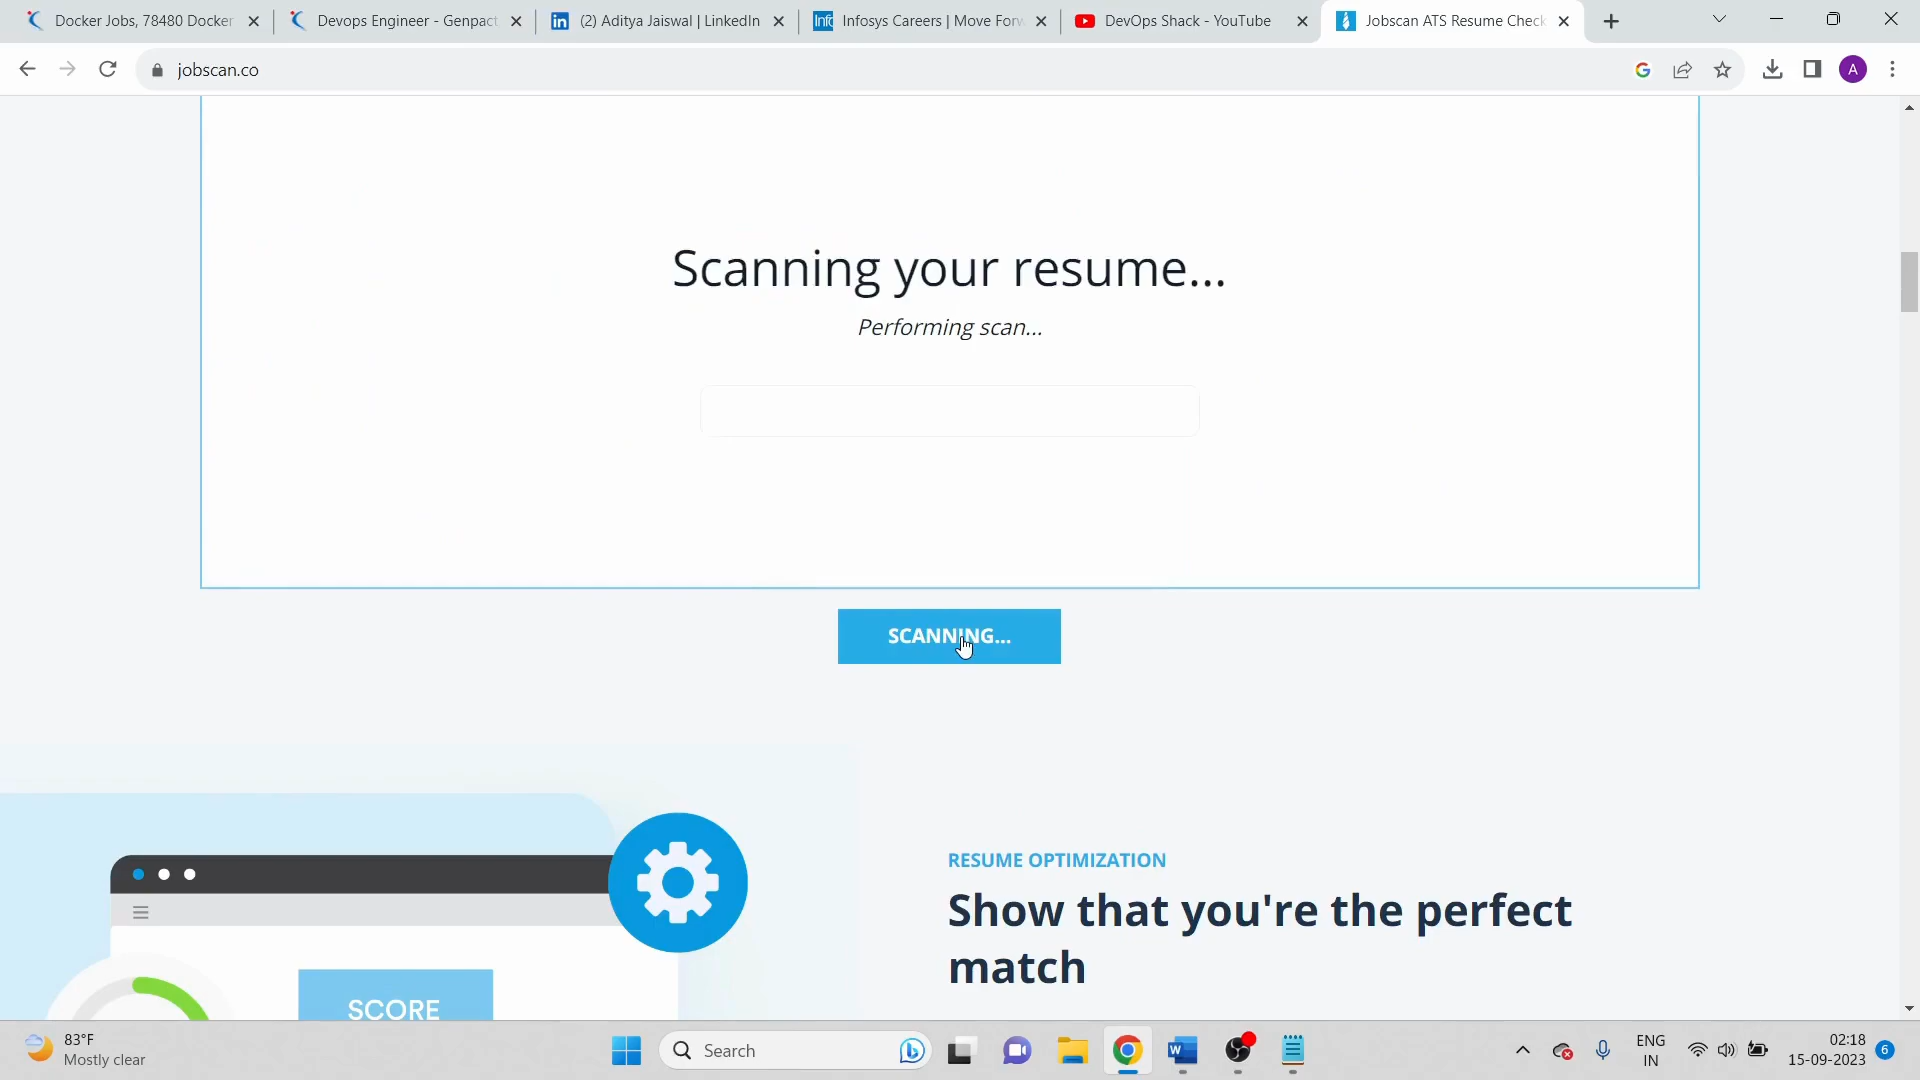 Docker Jobs, 78480 Docker
Devops Engineer - Genpact
(2) Aditya Jaiswal | LinkedIn
Infosys Careers | Move Forw
DevOps Shack - YouTube
Jobscan ATS Resume Check
jobscan.co
A
Scanning your resume...
Performing scan...
SCANNING...
RESUME OPTIMIZATION
Show that you're the perfect
match
SCORE
83°F
Mostly clear
Search
ENG
IN
02:18
15-09-2023
6